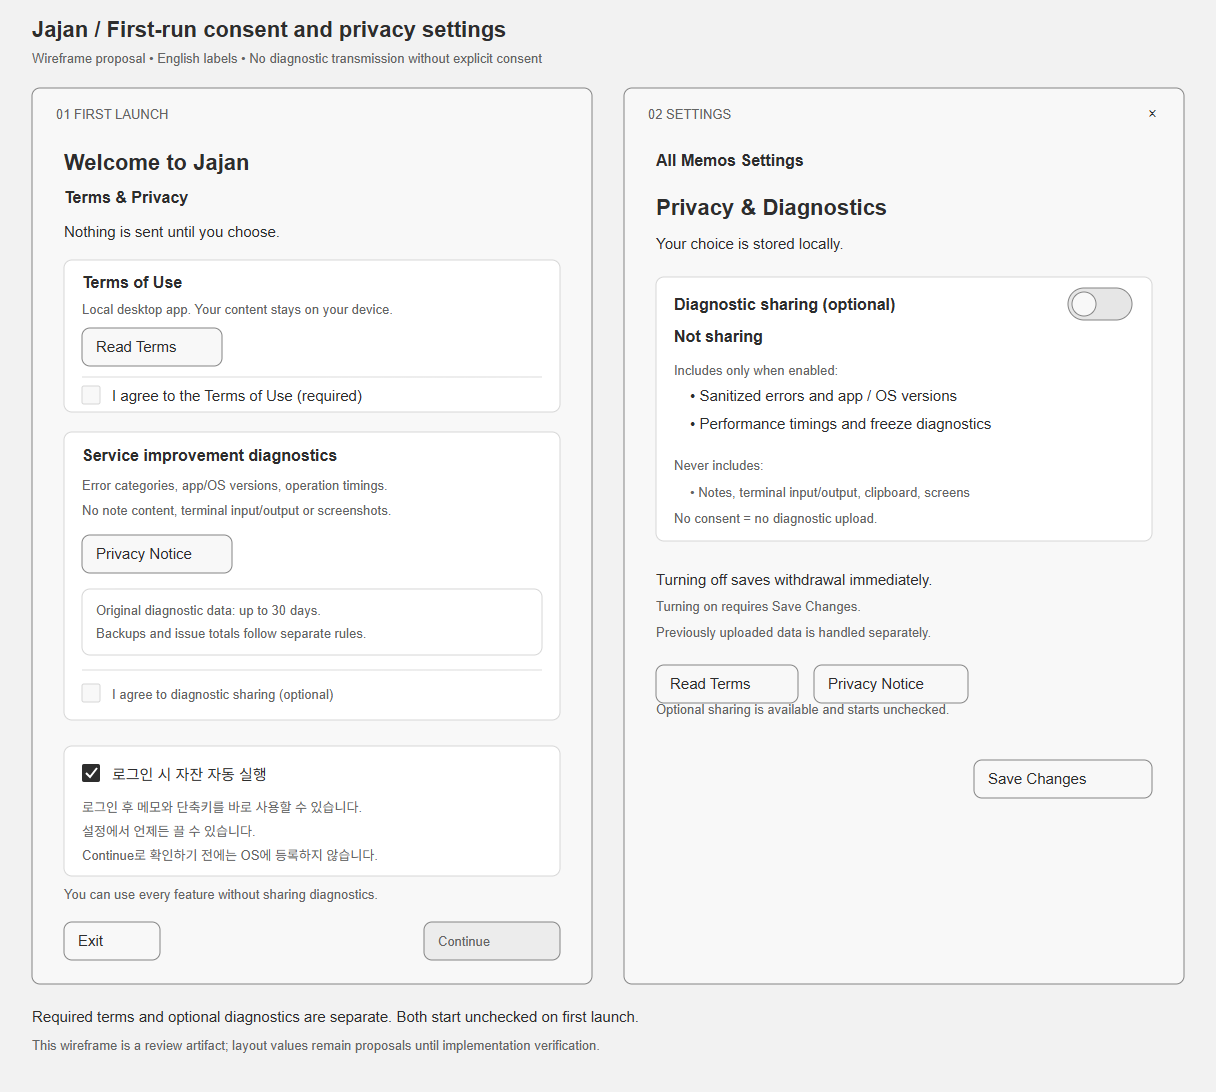 Jajan / First-run consent and privacy settings
Wireframe proposal • English labels • No diagnostic transmission without explicit consent
01 FIRST LAUNCH
Welcome to Jajan
Terms & Privacy
Nothing is sent until you choose.
Terms of Use
Local desktop app. Your content stays on your device.
Read Terms
I agree to the Terms of Use (required)
Service improvement diagnostics
Error categories, app/OS versions, operation timings.
No note content, terminal input/output or screenshots.
Privacy Notice
Original diagnostic data: up to 30 days.
Backups and issue totals follow separate rules.
I agree to diagnostic sharing (optional)
로그인 시 자잔 자동 실행
로그인 후 메모와 단축키를 바로 사용할 수 있습니다.
설정에서 언제든 끌 수 있습니다.
Continue로 확인하기 전에는 OS에 등록하지 않습니다.
You can use every feature without sharing diagnostics.
Exit
Continue
02 SETTINGS
×
All Memos Settings
Privacy & Diagnostics
Your choice is stored locally.
Diagnostic sharing (optional)
Not sharing
Includes only when enabled:
• Sanitized errors and app / OS versions
• Performance timings and freeze diagnostics
Never includes:
• Notes, terminal input/output, clipboard, screens
No consent = no diagnostic upload.
Turning off saves withdrawal immediately.
Turning on requires Save Changes.
Previously uploaded data is handled separately.
Read Terms
Privacy Notice
Optional sharing is available and starts unchecked.
Save Changes
Required terms and optional diagnostics are separate. Both start unchecked on first launch.
This wireframe is a review artifact; layout values remain proposals until implementation verification.